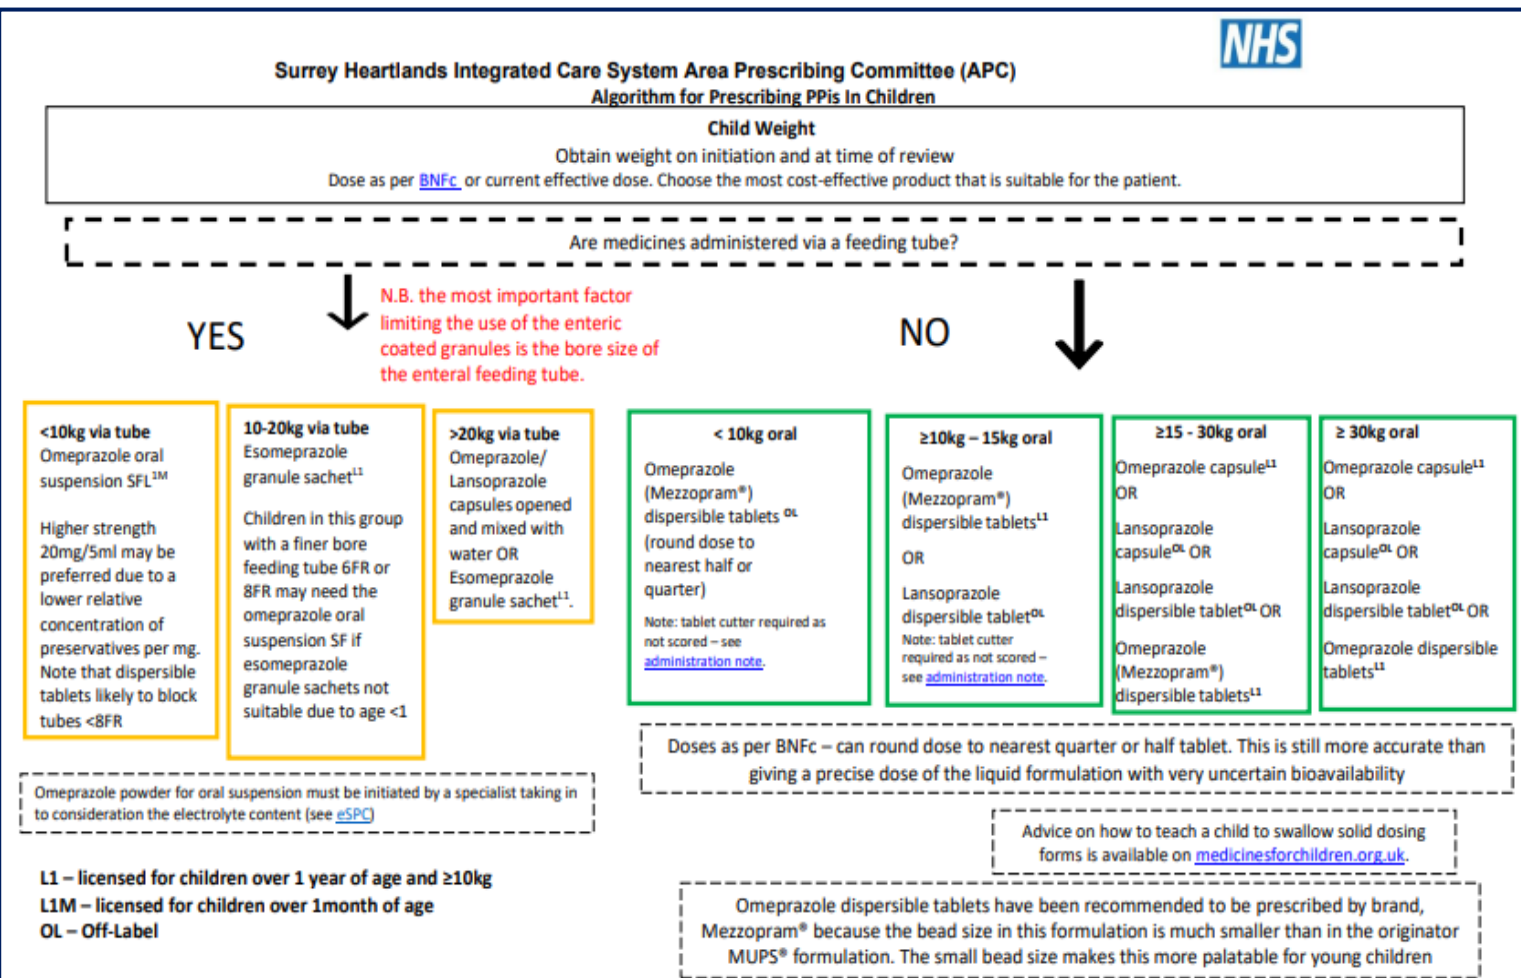 NHS
Surrey Heartlands Integrated Care System Area Prescribing Committee (APC)
Algorithm for Prescribing PPis In Children
Child Weight
Obtain weight on initiation and at time of review
Dose as per BNFc or current effective dose. Choose the most cost-effective product that is suitable for the patient.
Are medicines administered via a feeding tube?
YES
N.B. the most important factor
limiting the use of the enteric
coated granules is the bore size of
the enteral feeding tube.
NO
<10kg via tube
Omeprazole oral
suspension SFL1M
Higher strength
20mg/5ml may be
preferred due to a
lower relative
concentration of
preservatives per mg.
Note that dispersible
tablets likely to block
tubes <8FR
10-20kg via tube
Esomeprazole
granule sachetL1
Children in this group
with a finer bore
feeding tube 6FR or
8FR may need the
omeprazole oral
suspension SF if
esomeprazole
granule sachets not
suitable due to age <1
>20kg via tube
Omeprazole/
Lansoprazole
capsules opened
and mixed with
water OR
Esomeprazole
granule sachetL1.
< 10kg oral
Omeprazole
(Mezzopram®)
dispersible tablets OL
(round dose to
nearest half or
quarter)
Note: tablet cutter required as
not scored – see
administration note.
≥10kg – 15kg oral
Omeprazole
(Mezzopram®)
dispersible tabletsL1
OR
Lansoprazole
dispersible tabletOL
Note: tablet cutter
required as not scored –
see administration note.
≥15 - 30kg oral
Omeprazole capsuleL1
OR
Lansoprazole
capsuleOL OR
Lansoprazole
dispersible tabletOL OR
Omeprazole
(Mezzopram®)
dispersible tabletsL1
≥ 30kg oral
Omeprazole capsuleL1
OR
Lansoprazole
capsuleOL OR
Lansoprazole
dispersible tabletOL OR
Omeprazole dispersible
tabletsL1
Omeprazole powder for oral suspension must be initiated by a specialist taking in
to consideration the electrolyte content (see eSPC)
Doses as per BNFc – can round dose to nearest quarter or half tablet. This is still more accurate than
giving a precise dose of the liquid formulation with very uncertain bioavailability
Advice on how to teach a child to swallow solid dosing
forms is available on medicinesforchildren.org.uk.
L1 – licensed for children over 1 year of age and ≥10kg
L1M – licensed for children over 1month of age
OL – Off-Label
Omeprazole dispersible tablets have been recommended to be prescribed by brand,
Mezzopram® because the bead size in this formulation is much smaller than in the originator
MUPS® formulation. The small bead size makes this more palatable for young children